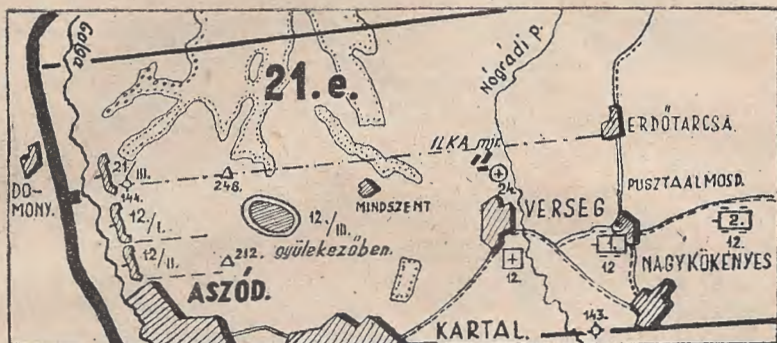 Galga
21.e.
Nógrádi p.
ERDŐTARCSA.
ILKA mjr.
DO-
MONY.
21.
III.
144.
248.
MINDSZENT
24.
VERSEG
PUSZTAALMOSD.
2.
12.
1.
12
12./I.
12./III.
gyülekezőben.
12./II.
212.
ASZÓD.
12.
NAGYKÖKÉNYES
KARTAL.
143.